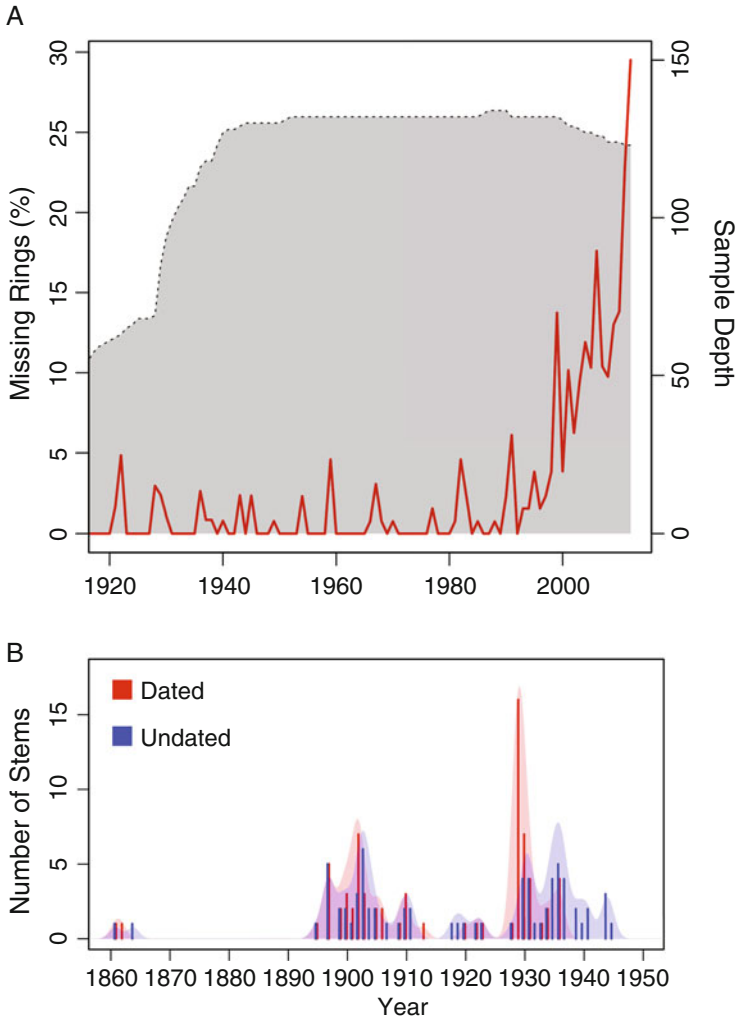 A
Missing Rings (%)
30
25
20
15
10
5
0
150
100
50
0
Sample Depth
1920 1940 1960 1980 2000
B
Number of Stems
15
10
5
0
Dated
Undated
1860 1870 1880 1890 1900 1910 1920 1930 1940 1950
Year